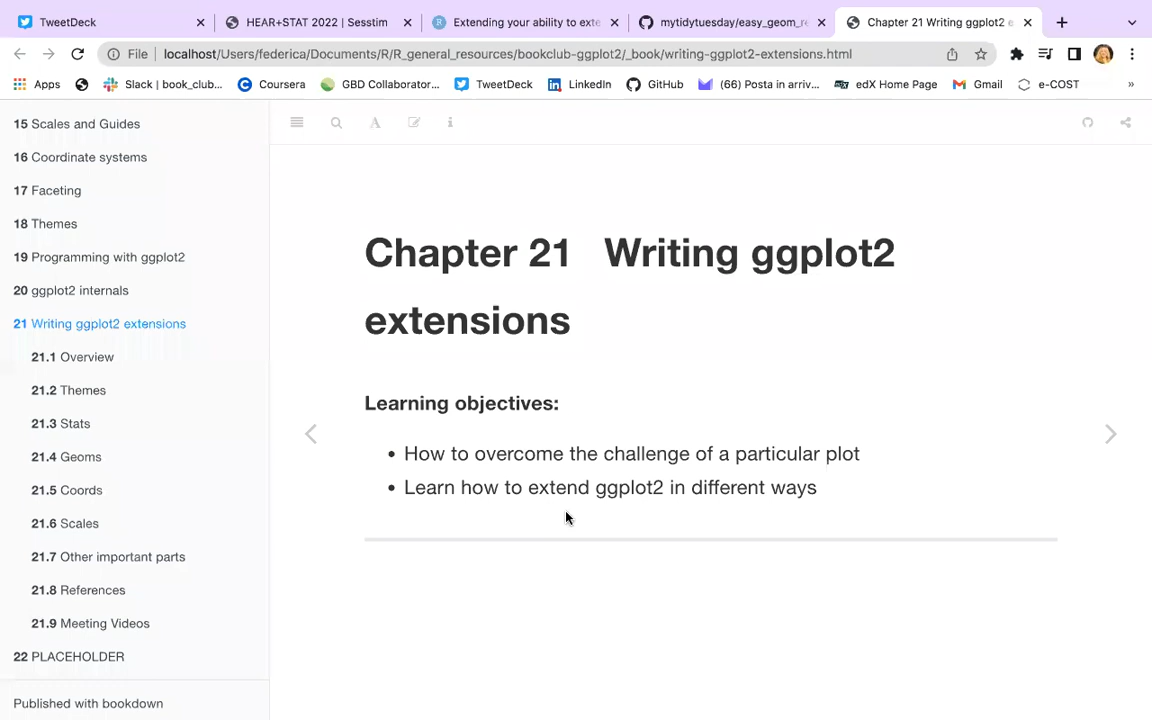 TweetDeck
HEAR+STAT 2022 | Sesstim
Extending your ability to exte
mytidytuesday/easy_geom_r
Chapter 21 Writing ggplot2 e
File
localhost/Users/federica/Documents/R/R_general_resources/bookclub-ggplot2/_book/writing-ggplot2-extensions.html
Apps
Slack | book_club...
Coursera
GBD Collaborator...
TweetDeck
LinkedIn
GitHub
(66) Posta in arriv...
edX Home Page
Gmail
e-COST
»
15 Scales and Guides
16 Coordinate systems
17 Faceting
18 Themes
19 Programming with ggplot2
20 ggplot2 internals
21 Writing ggplot2 extensions
21.1 Overview
21.2 Themes
21.3 Stats
21.4 Geoms
21.5 Coords
21.6 Scales
21.7 Other important parts
21.8 References
21.9 Meeting Videos
22 PLACEHOLDER
Published with bookdown
Chapter 21 Writing ggplot2
extensions
Learning objectives:
• How to overcome the challenge of a particular plot
• Learn how to extend ggplot2 in different ways